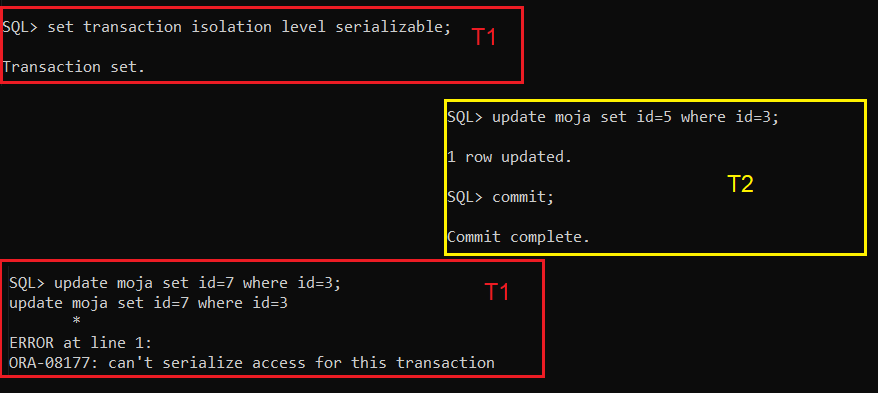 SQL> set transaction isolation level serializable;
T1
Transaction set.
SQL> update moja set id=5 where id=3;
1 row updated.
T2
SQL> commit;
Commit complete.
SQL> update moja set id=7 where id=3;
T1
update moja set id=7 where id=3
*
ERROR at line 1:
ORA-08177: can't serialize access for this transaction